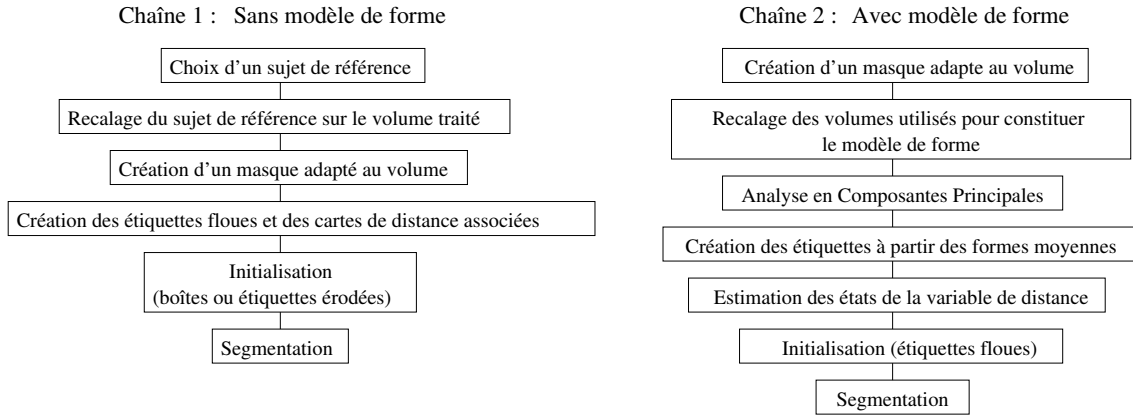 Chaîne 1 : Sans modèle de forme
Choix d'un sujet de référence
Recalage du sujet de référence sur le volume traité
Création d'un masque adapté au volume
Création des étiquettes floues et des cartes de distance associées
Initialisation
(boîtes ou étiquettes érodées)
Segmentation
Chaîne 2 : Avec modèle de forme
Création d'un masque adapte au volume
Recalage des volumes utilisés pour constituer
le modèle de forme
Analyse en Composantes Principales
Création des étiquettes à partir des formes moyennes
Estimation des états de la variable de distance
Initialisation (étiquettes floues)
Segmentation